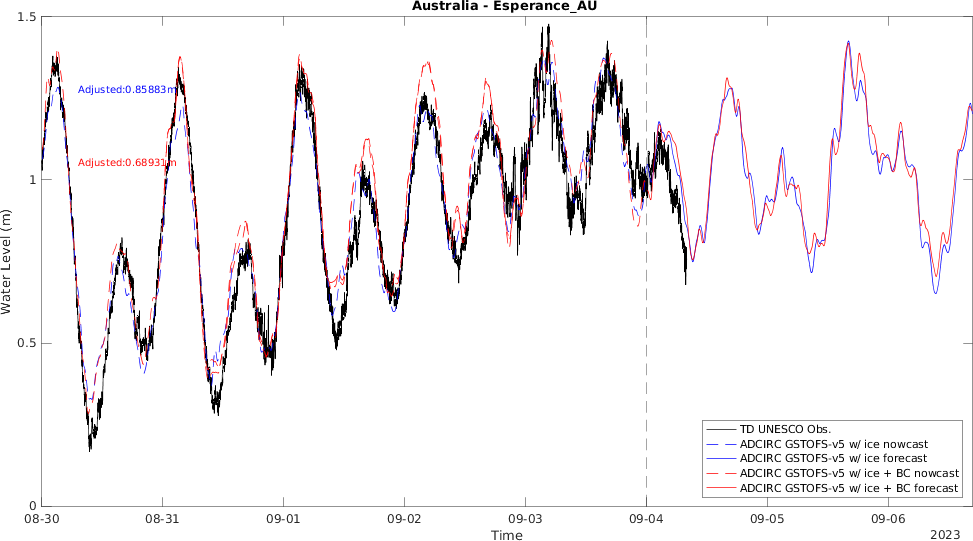 Australia - Esperance_AU
1.5
Adjusted:0.85883m
Adjusted:0.68931m
1
Water Level (m)
0.5
TD UNESCO Obs.
ADCIRC GSTOFS-v5 w/ ice nowcast
ADCIRC GSTOFS-v5 w/ ice forecast
ADCIRC GSTOFS-v5 w/ ice + BC nowcast
ADCIRC GSTOFS-v5 w/ ice + BC forecast
0
08-30 08-31 09-01 09-02 09-03 09-04 09-05 09-06
Time
2023